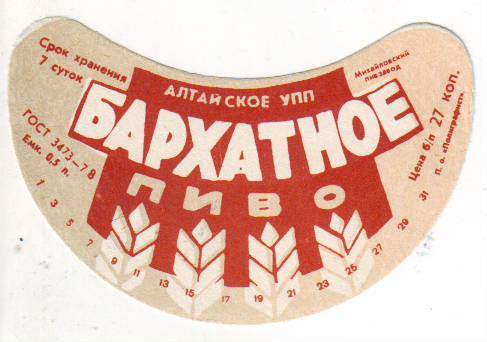 Срок хранения
7 суток
АЛТАЙСКОЕ УПП
Михайловский
пивзавод
БАРХАТНОЕ
ПИВО
ГОСТ 3473-78
Емк. 0,5 л.
Цена б/п 27 коп.
П. о. «Полиграфист»
1 3 5 7 9 11 13 15 17 19 21 23 25 27 29 31